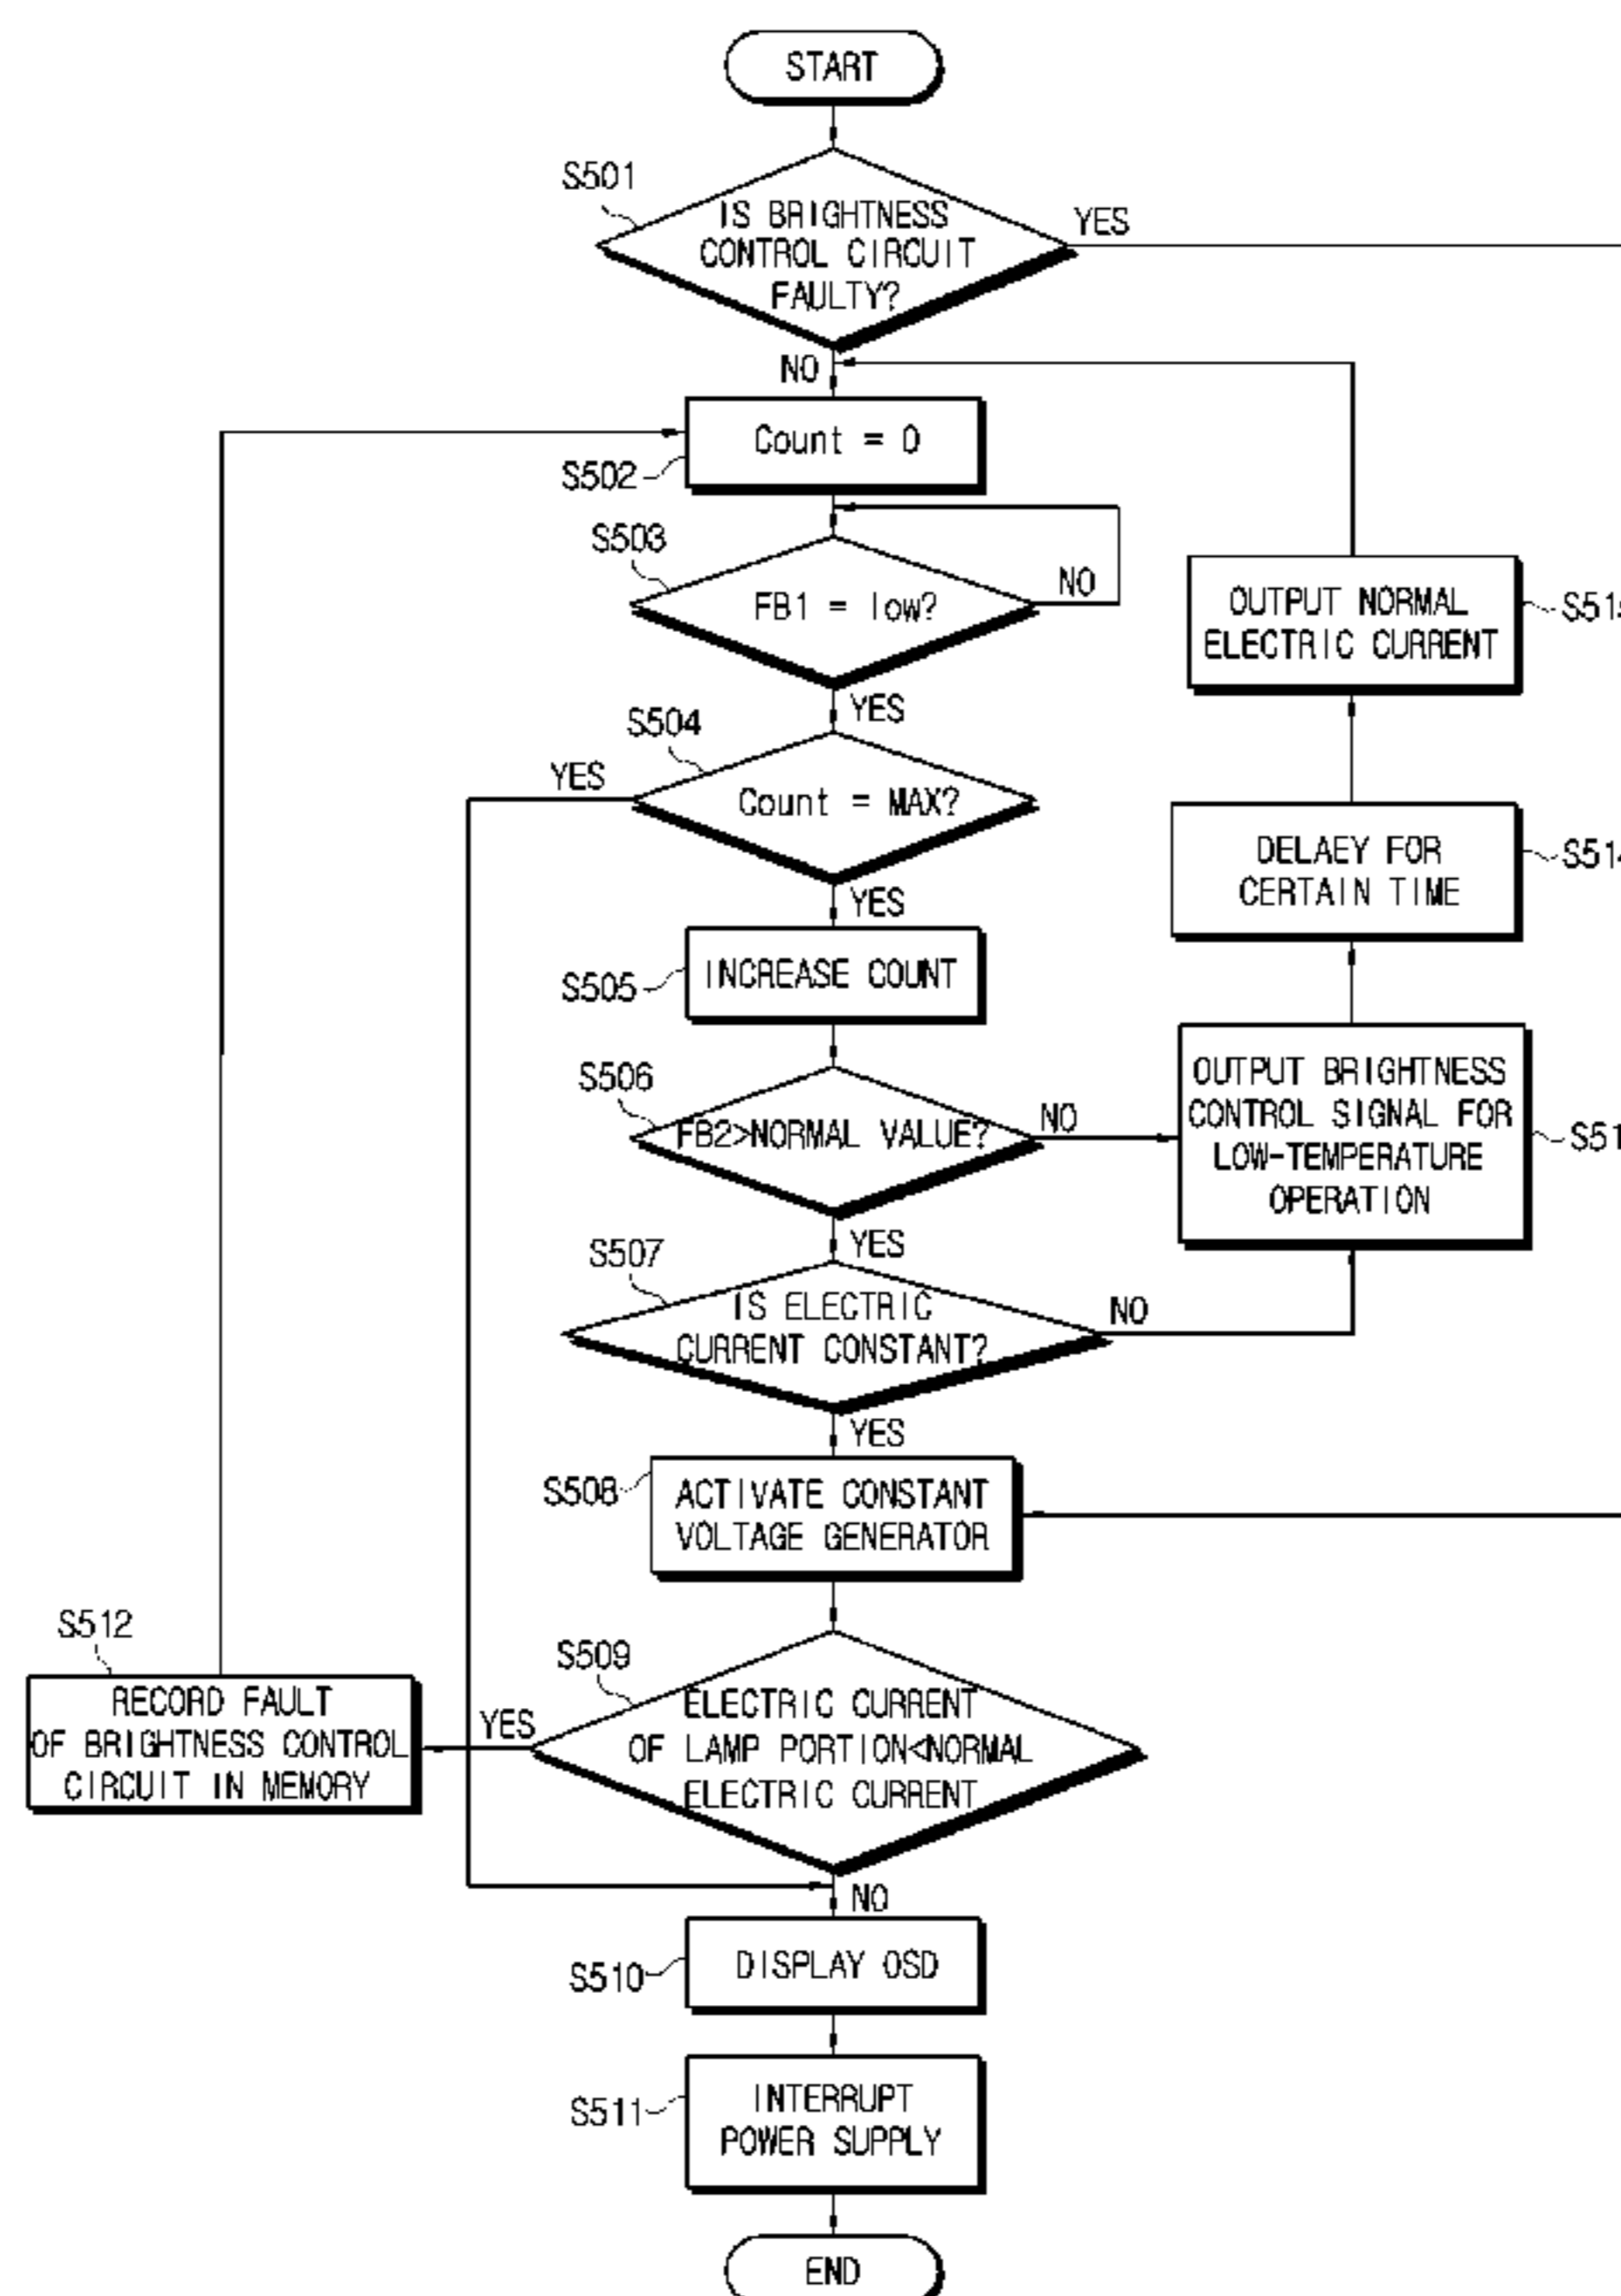 START
S501
IS BRIGHTNESS
CONTROL CIRCUIT
FAULTY?
YES
NO
Count = 0
S502
S503
FB1 = low?
NO
YES
S504
YES
Count = MAX?
YES
INCREASE COUNT
S505
S506
FB2>NORMAL VALUE?
NO
YES
S507
IS ELECTRIC
CURRENT CONSTANT?
NO
YES
S508
ACTIVATE CONSTANT
VOLTAGE GENERATOR
S509
ELECTRIC CURRENT
OF LAMP PORTION<NORMAL
ELECTRIC CURRENT
YES
NO
S512
RECORD FAULT
OF BRIGHTNESS CONTROL
CIRCUIT IN MEMORY
S510
DISPLAY OSD
S511
INTERRUPT
POWER SUPPLY
END
OUTPUT NORMAL
ELECTRIC CURRENT
DELAEY FOR
CERTAIN TIME
S514
OUTPUT BRIGHTNESS
CONTROL SIGNAL FOR
LOW-TEMPERATURE
OPERATION